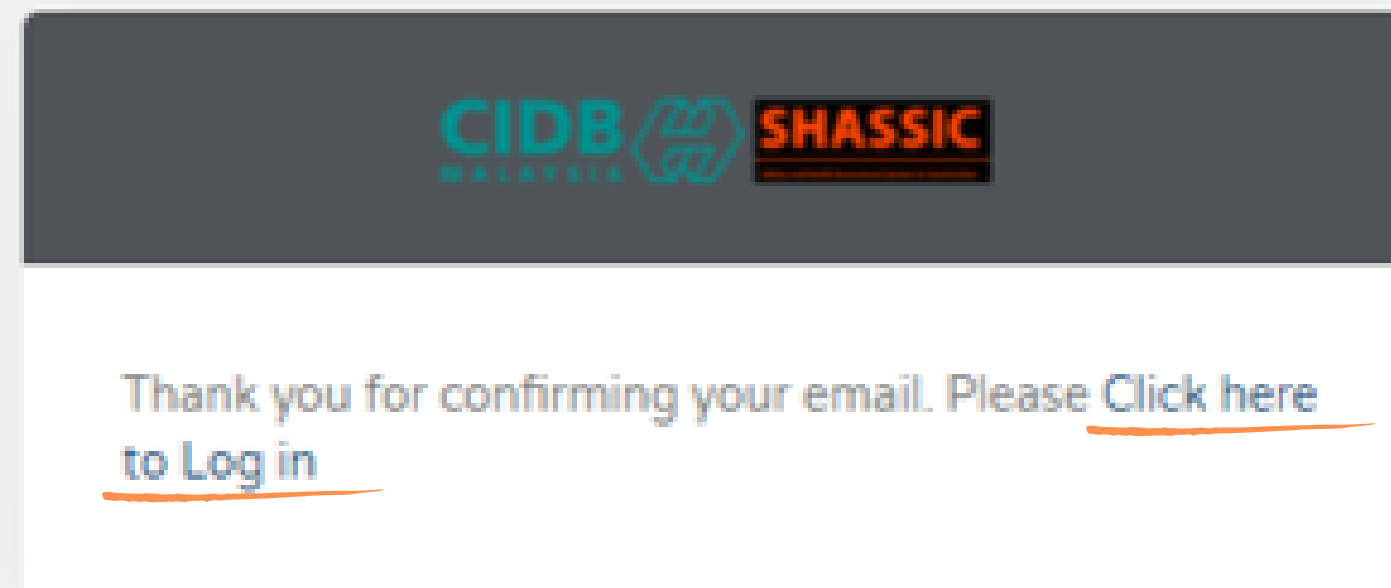 CIDB
MALAYSIA
SHASSIC
Thank you for confirming your email. Please Click here
to Log in